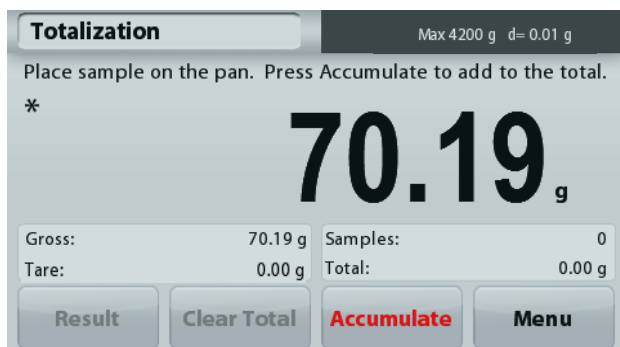 Totalization
Max 4200 g d= 0.01 g
Place sample on the pan. Press Accumulate to add to the total.
*
70.19 g
Gross: 70.19 g Samples: 0
Tare: 0.00 g Total: 0.00 g
Result Clear Total Accumulate Menu